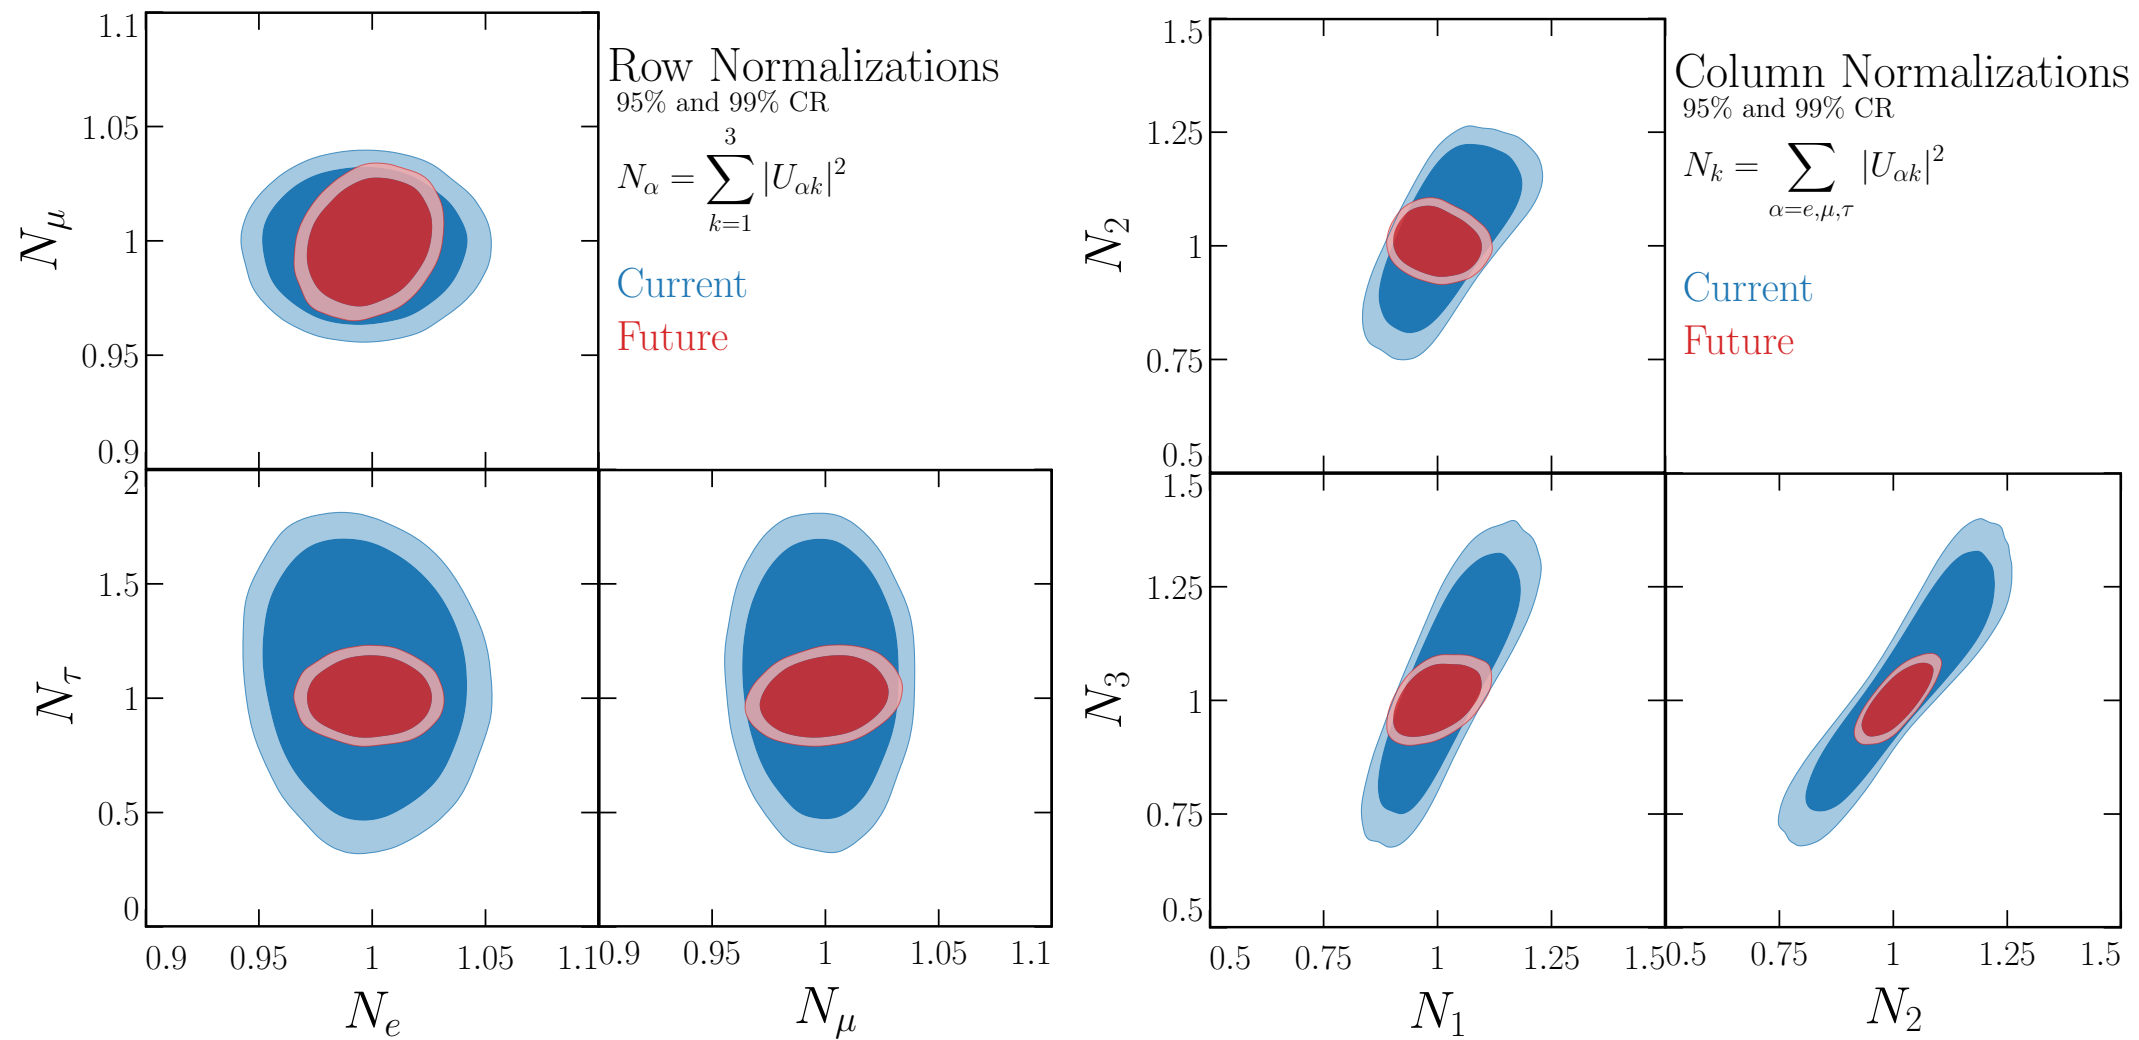 Row Normalizations
95% and 99% CR
N_α = ∑_{k=1}^{3} |U_{αk}|^2
Current
Future
1.1
1.05
1
0.95
0.9
N_μ
2
1.5
1
0.5
0
N_τ
0.9 0.95 1 1.05 1.1
N_e
0.9 0.95 1 1.05 1.1
N_μ
Column Normalizations
95% and 99% CR
N_k = ∑_{α=e,μ,τ} |U_{αk}|^2
Current
Future
1.5
1.25
1
0.75
0.5
N_2
1.5
1.25
1
0.75
0.5
N_3
0.5 0.75 1 1.25 1.5
N_1
0.5 0.75 1 1.25 1.5
N_2